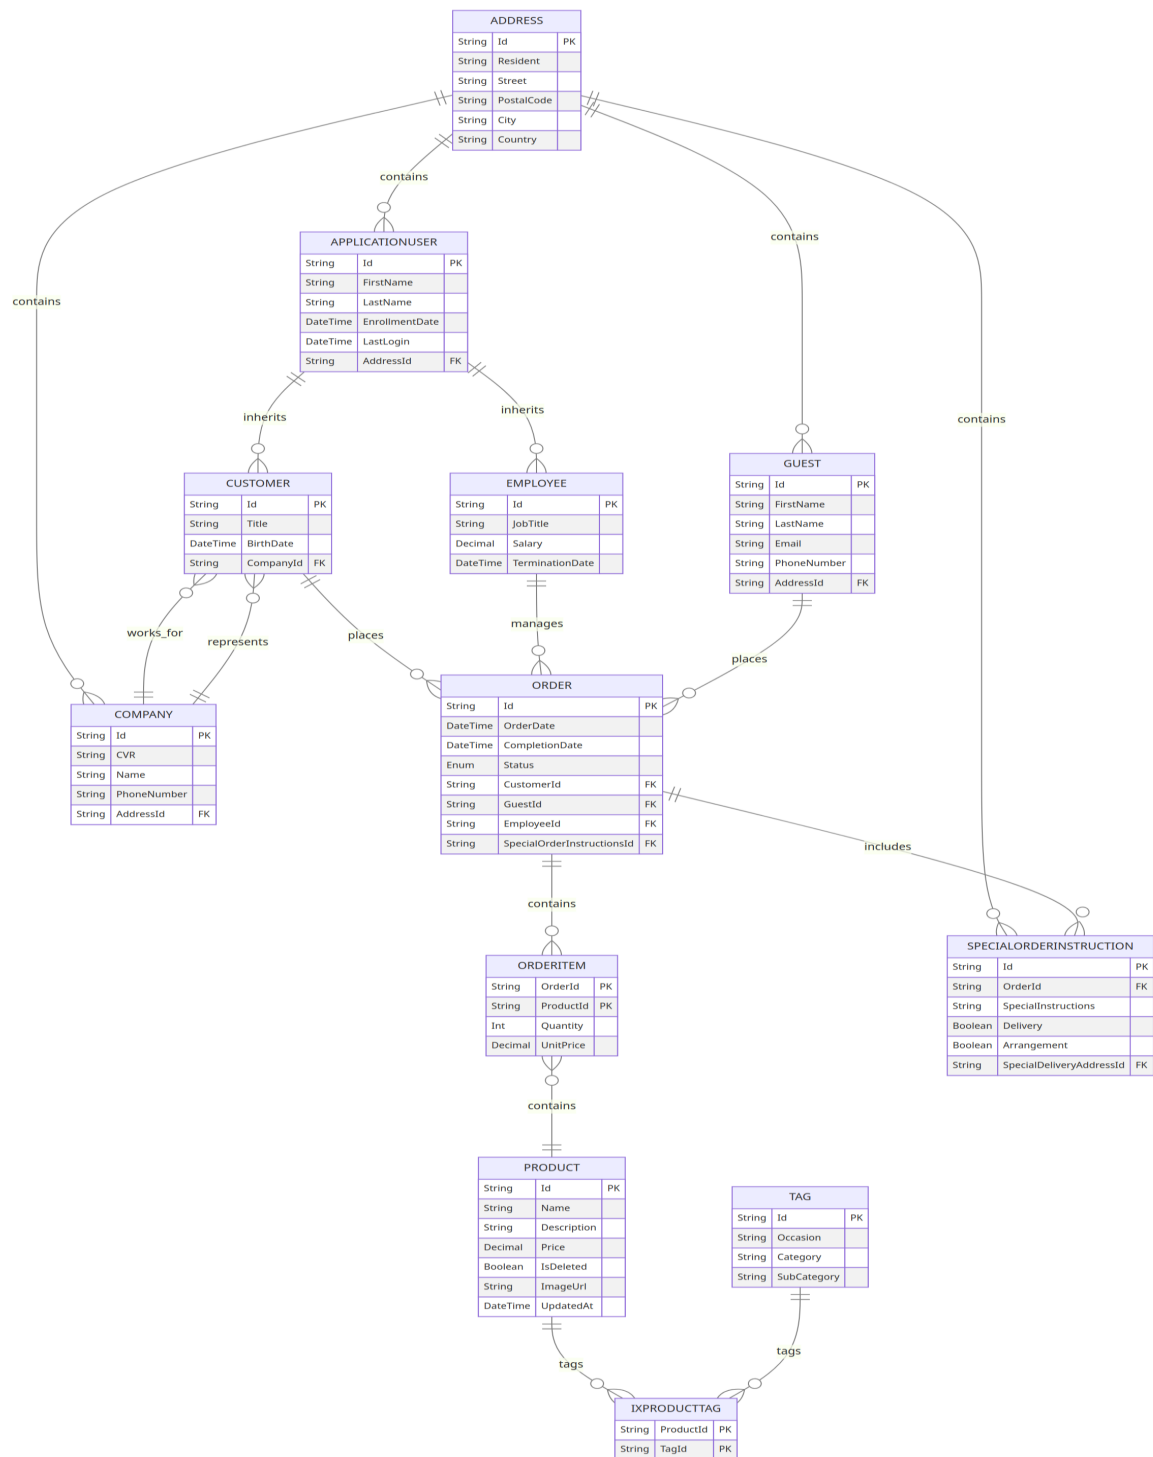 ADDRESS
String Id PK
String Resident
String Street
String PostalCode
String City
String Country
contains
contains
contains
contains
APPLICATIONUSER
String Id PK
String FirstName
String LastName
DateTime EnrollmentDate
DateTime LastLogin
String AddressId FK
inherits
inherits
CUSTOMER
String Id PK
String Title
DateTime BirthDate
String CompanyId FK
EMPLOYEE
String Id PK
String JobTitle
Decimal Salary
DateTime TerminationDate
GUEST
String Id PK
String FirstName
String LastName
String Email
String PhoneNumber
String AddressId FK
works_for
represents
places
manages
places
COMPANY
String Id PK
String CVR
String Name
String PhoneNumber
String AddressId FK
ORDER
String Id PK
DateTime OrderDate
DateTime CompletionDate
Enum Status
String CustomerId FK
String GuestId FK
String EmployeeId FK
String SpecialOrderInstructionsId FK
includes
contains
ORDERITEM
String OrderId PK
String ProductId PK
Int Quantity
Decimal UnitPrice
SPECIALORDERINSTRUCTION
String Id PK
String OrderId FK
String SpecialInstructions
Boolean Delivery
Boolean Arrangement
String SpecialDeliveryAddressId FK
contains
PRODUCT
String Id PK
String Name
String Description
Decimal Price
Boolean IsDeleted
String ImageUrl
DateTime UpdatedAt
TAG
String Id PK
String Occasion
String Category
String SubCategory
tags
tags
IXPRODUCTTAG
String ProductId PK
String TagId PK